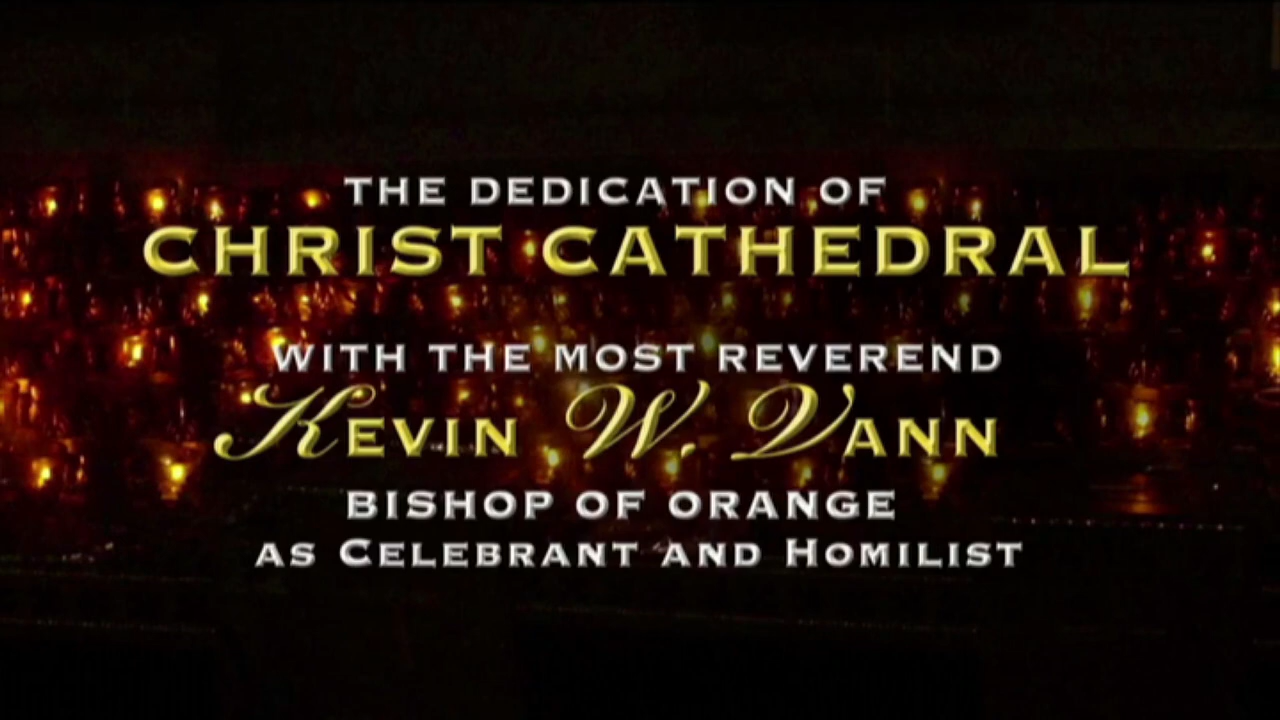 THE DEDICATION OF
CHRIST CATHEDRAL
WITH THE MOST REVEREND
KEVIN W. VANN
BISHOP OF ORANGE
AS CELEBRANT AND HOMILIST